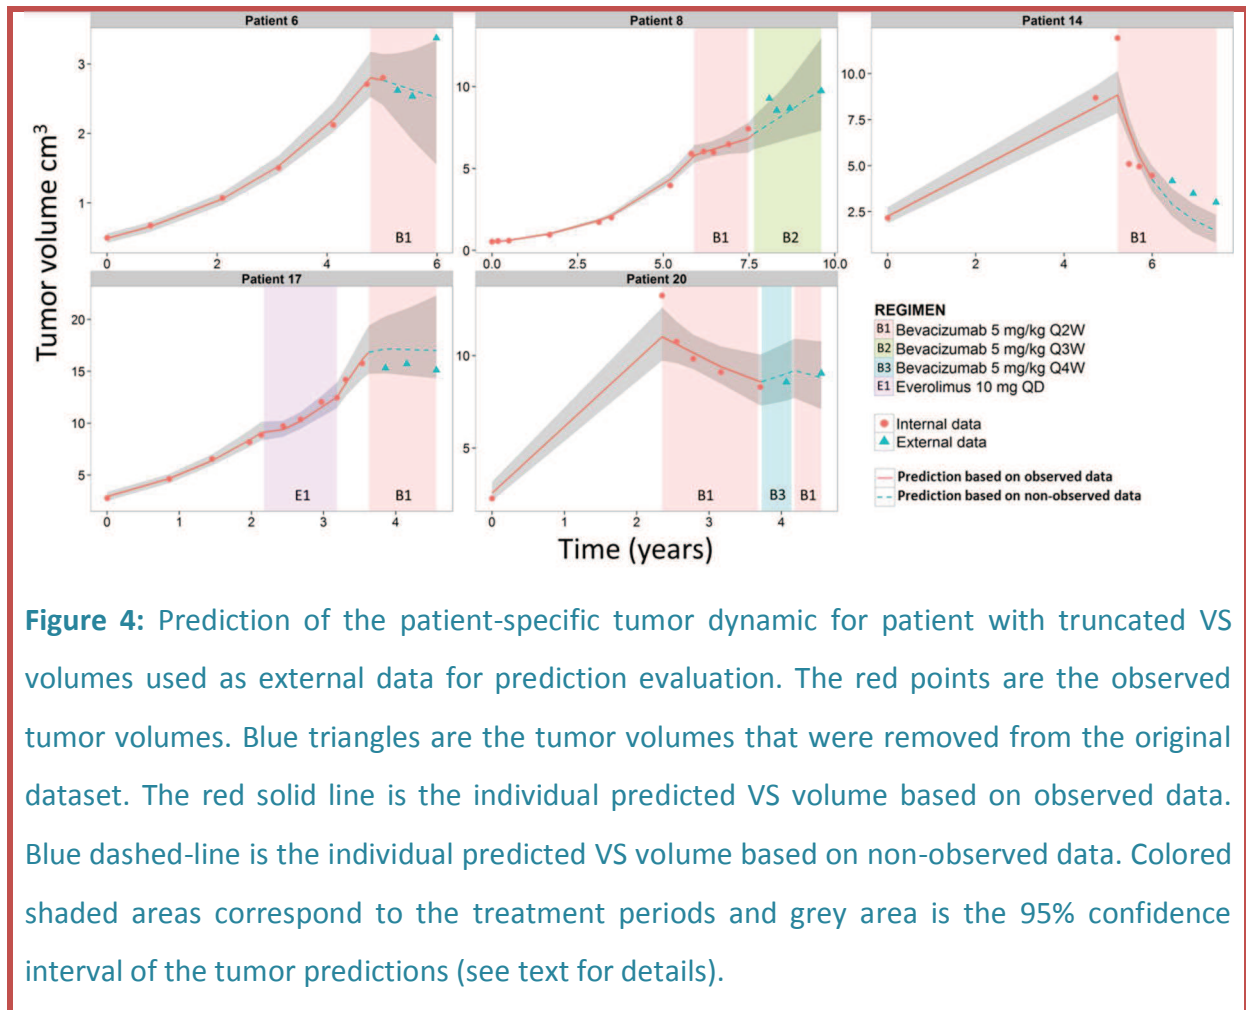 Patient 6
Patient 8
Patient 14
Tumor volume cm3
3
2
1
0
2
4
6
B1
10
5
0
0.0
2.5
5.0
7.5
10.0
B1
B2
10.0
7.5
5.0
2.5
0
2
4
6
B1
Patient 17
Patient 20
20
15
10
5
0
1
2
3
4
E1
B1
10
5
0
1
2
3
4
B1
B3
B1
Time (years)
REGIMEN
B1 Bevacizumab 5 mg/kg Q2W
B2 Bevacizumab 5 mg/kg Q3W
B3 Bevacizumab 5 mg/kg Q4W
E1 Everolimus 10 mg QD
Internal data
External data
Prediction based on observed data
Prediction based on non-observed data
Figure 4: Prediction of the patient-specific tumor dynamic for patient with truncated VS
volumes used as external data for prediction evaluation. The red points are the observed
tumor volumes. Blue triangles are the tumor volumes that were removed from the original
dataset. The red solid line is the individual predicted VS volume based on observed data.
Blue dashed-line is the individual predicted VS volume based on non-observed data. Colored
shaded areas correspond to the treatment periods and grey area is the 95% confidence
interval of the tumor predictions (see text for details).